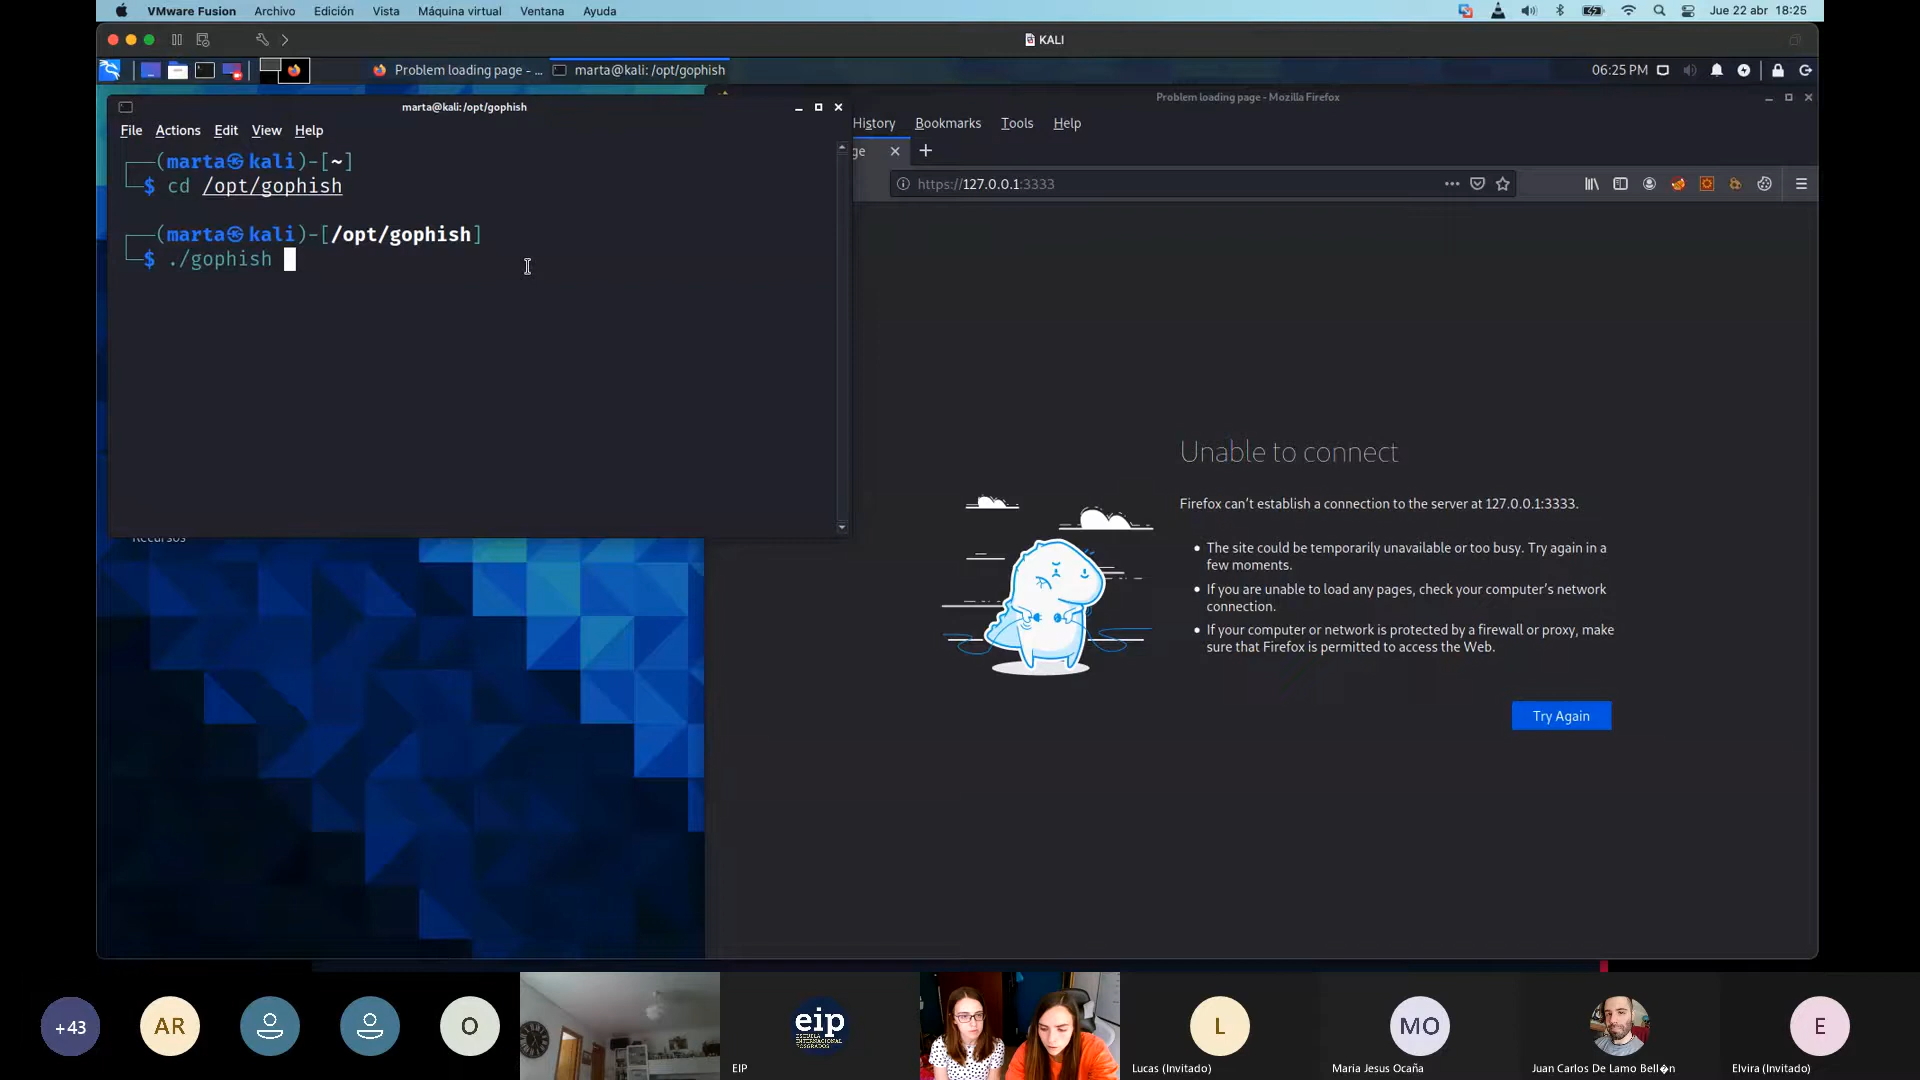 VMware Fusion Archivo Edición Vista Máquina virtual Ventana Ayuda
Jue 22 abr 18:25
KALI
Problem loading page - ...
marta@kali: /opt/gophish
06:25 PM
marta@kali: /opt/gophish
File Actions Edit View Help
(marta㉿kali)-[~]
$ cd /opt/gophish
(marta㉿kali)-[/opt/gophish]
$ ./gophish
Recursos
Problem loading page - Mozilla Firefox
History Bookmarks Tools Help
ge
https://127.0.0.1:3333
Unable to connect
Firefox can’t establish a connection to the server at 127.0.0.1:3333.
The site could be temporarily unavailable or too busy. Try again in a
few moments.
If you are unable to load any pages, check your computer’s network
connection.
If your computer or network is protected by a firewall or proxy, make
sure that Firefox is permitted to access the Web.
Try Again
+43
AR
O
eip
ESCUELA
INTERNACIONAL
POSGRADOS
EIP
L
Lucas (Invitado)
MO
Maria Jesus Ocaña
Juan Carlos De Lamo Bell�n
E
Elvira (Invitado)